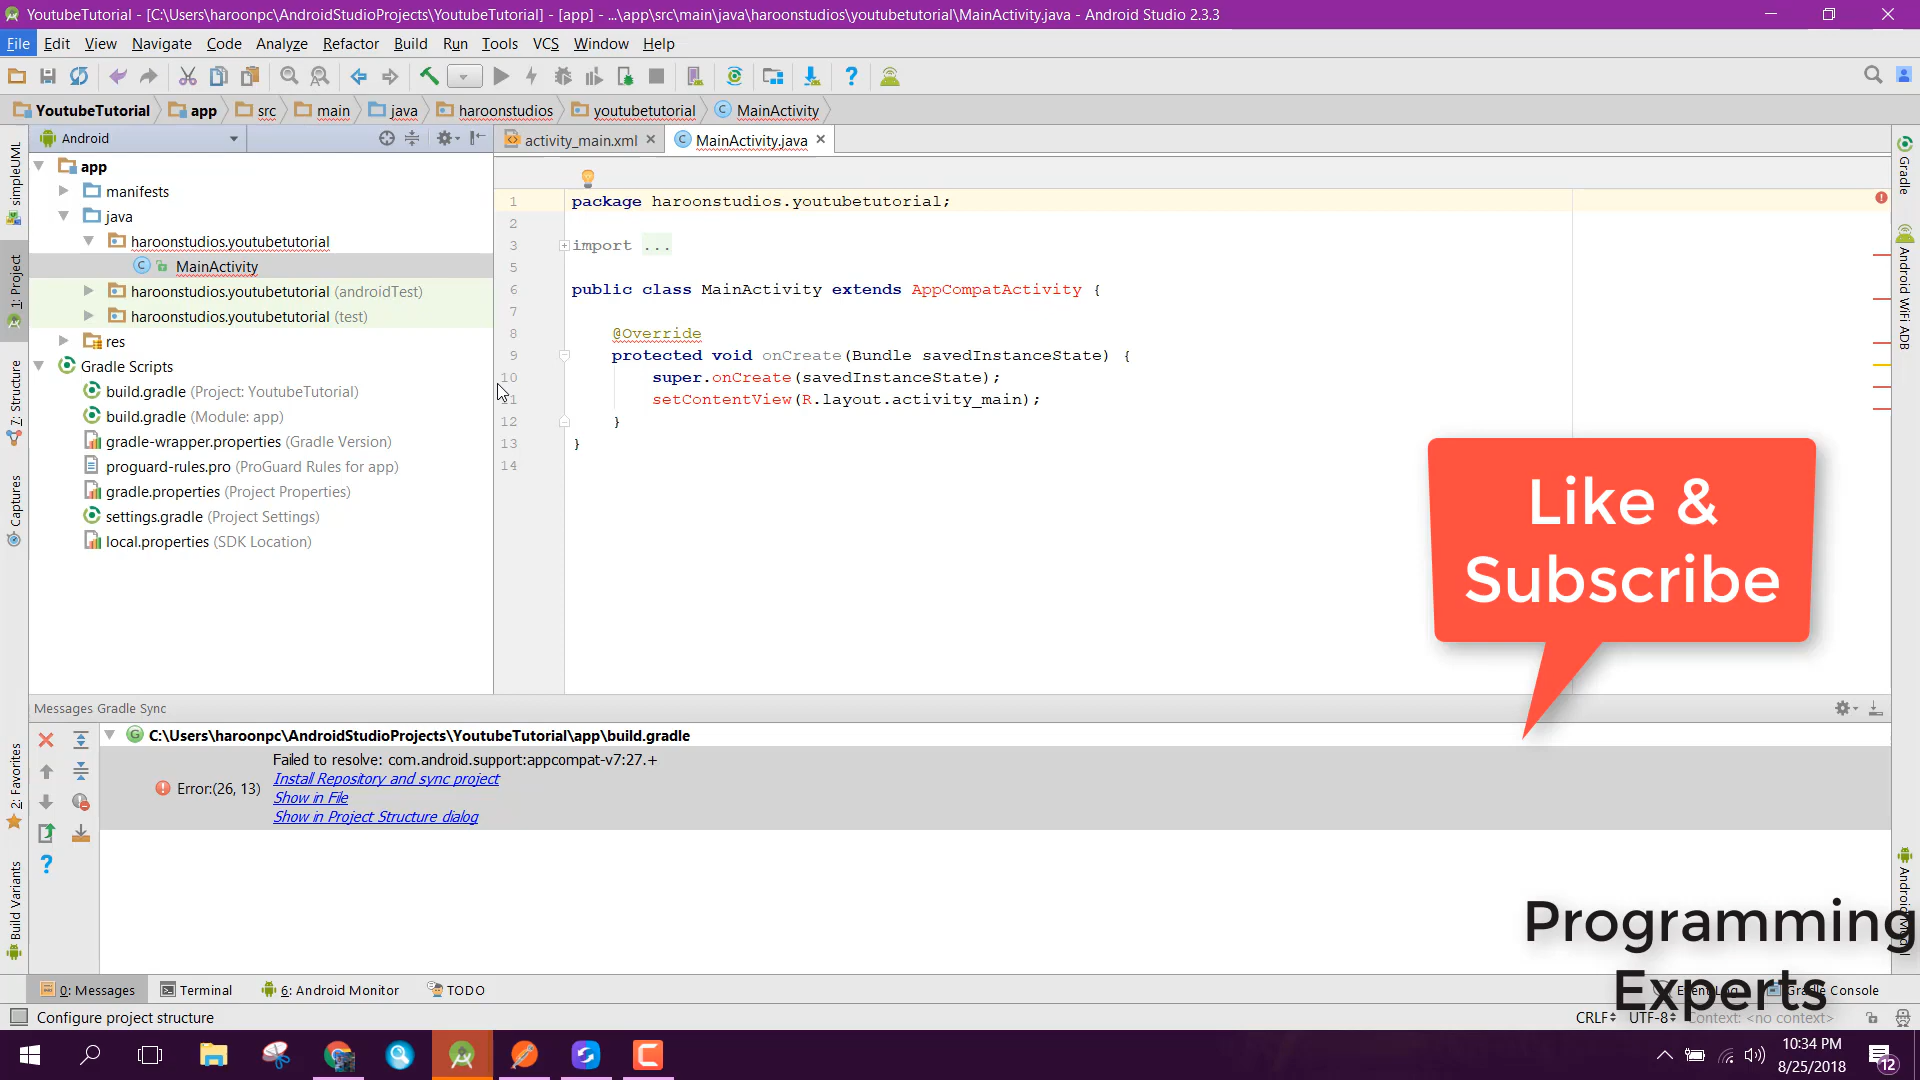 YoutubeTutorial - [C:\Users\haroonpc\AndroidStudioProjects\YoutubeTutorial] - [app] - ...\app\src\main\java\haroonstudios\youtubetutorial\MainActivity.java - Android Studio 2.3.3
File Edit View Navigate Code Analyze Refactor Build Run Tools VCS Window Help
YoutubeTutorial app src main java haroonstudios youtubetutorial MainActivity
Android
activity_main.xml MainActivity.java
app
manifests
java
haroonstudios.youtubetutorial
MainActivity
haroonstudios.youtubetutorial (androidTest)
haroonstudios.youtubetutorial (test)
res
Gradle Scripts
build.gradle (Project: YoutubeTutorial)
build.gradle (Module: app)
gradle-wrapper.properties (Gradle Version)
proguard-rules.pro (ProGuard Rules for app)
gradle.properties (Project Properties)
settings.gradle (Project Settings)
local.properties (SDK Location)
simpleUML
1: Project
7: Structure
Captures
2: Favorites
Build Variants
1 package haroonstudios.youtubetutorial;
2
3 import ...
5
6 public class MainActivity extends AppCompatActivity {
7
8 @Override
9 protected void onCreate(Bundle savedInstanceState) {
10 super.onCreate(savedInstanceState);
11 setContentView(R.layout.activity_main);
12 }
13 }
14
Gradle
Android WiFi ADB
Like &
Subscribe
Messages Gradle Sync
C:\Users\haroonpc\AndroidStudioProjects\YoutubeTutorial\app\build.gradle
Failed to resolve: com.android.support:appcompat-v7:27.+
Error:(26, 13)
Install Repository and sync project
Show in File
Show in Project Structure dialog
Programming
Experts
0: Messages Terminal 6: Android Monitor TODO
Gradle Console
Configure project structure
CRLF UTF-8 Context: <no context>
10:34 PM
8/25/2018
12